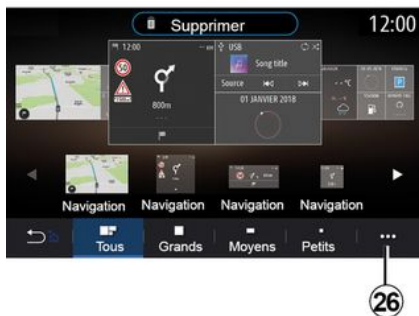 Supprimer
12:00
12:00
USB
Song title
Source
800m
01 JANVIER 2018
Navigation
Navigation
Navigation
Navigation
Tous
Grands
Moyens
Petits
26